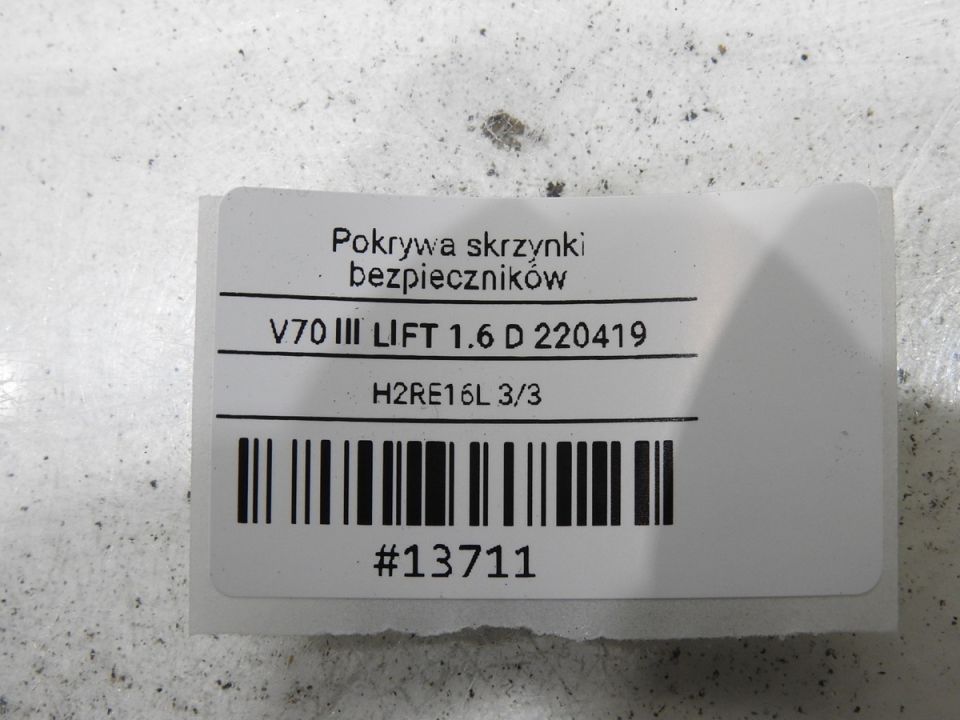 Pokrywa skrzynki
bezpieczników
V70 III LIFT 1.6 D 220419
H2RE16L 3/3
#13711